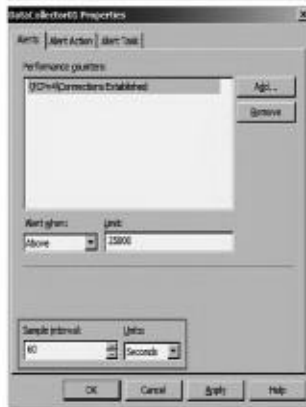 DataCollector01 Properties
Alerts
Alert Action
Alert Task
Performance counters:
\TCPv4\Connections Established
Add...
Remove
Alert when:
Limit:
Above
25000
Sample interval:
Units:
60
Seconds
OK
Cancel
Apply
Help